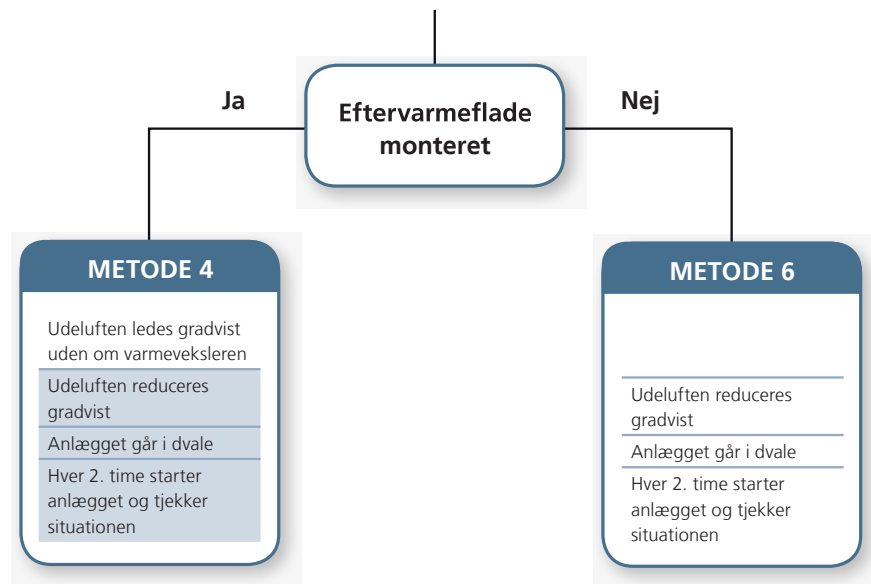 Ja
Eftervarmeflade
monteret
Nej
METODE 4
Udeluften ledes gradvist
uden om varmeveksleren
Udeluften reduceres
gradvist
Anlægget går i dvale
Hver 2. time starter
anlægget og tjekker
situationen
METODE 6
Udeluften reduceres
gradvist
Anlægget går i dvale
Hver 2. time starter
anlægget og tjekker
situationen